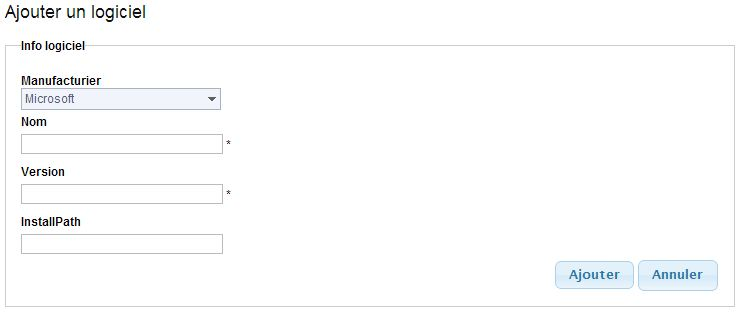 Ajouter un logiciel
Info logiciel
Manufacturier
Microsoft
Nom
*
Version
*
InstallPath
Ajouter Annuler